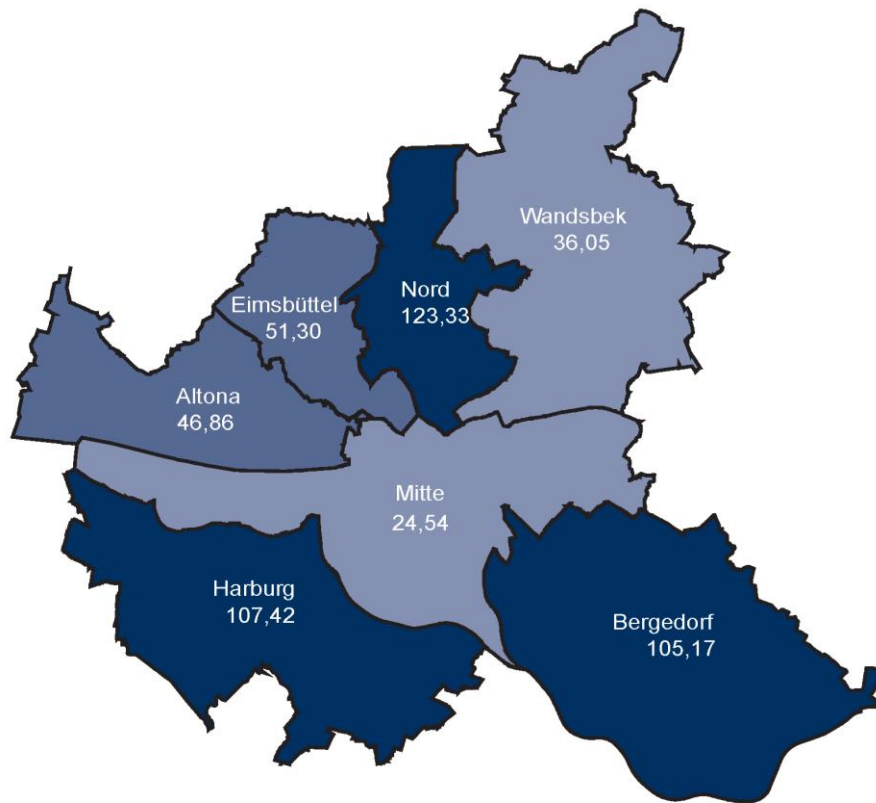 Wandsbek
36,05
Nord
123,33
Eimsbüttel
51,30
Altona
46,86
Mitte
24,54
Harburg
107,42
Bergedorf
105,17